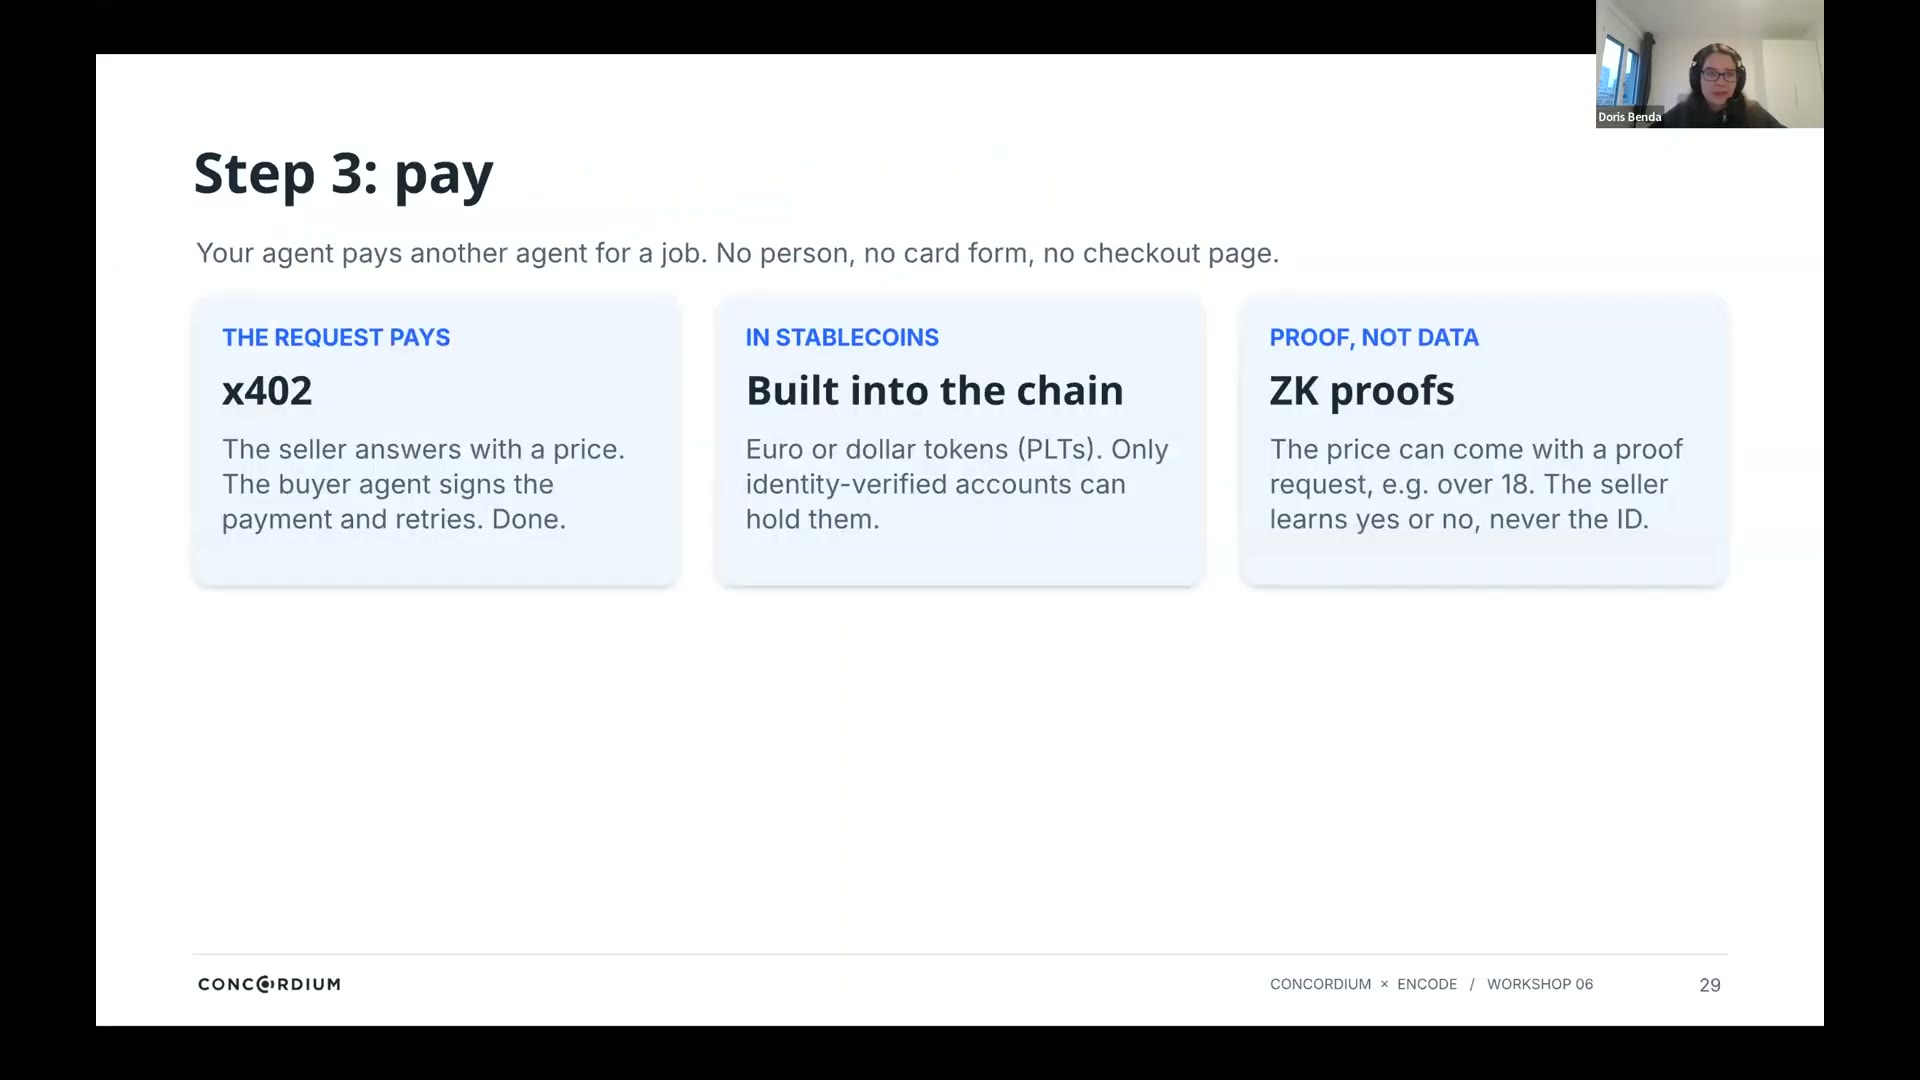 Doris Benda
Step 3: pay
Your agent pays another agent for a job. No person, no card form, no checkout page.
THE REQUEST PAYS
x402
The seller answers with a price.
The buyer agent signs the
payment and retries. Done.
IN STABLECOINS
Built into the chain
Euro or dollar tokens (PLTs). Only
identity-verified accounts can
hold them.
PROOF, NOT DATA
ZK proofs
The price can come with a proof
request, e.g. over 18. The seller
learns yes or no, never the ID.
CONCORDIUM
CONCORDIUM × ENCODE / WORKSHOP 06
29